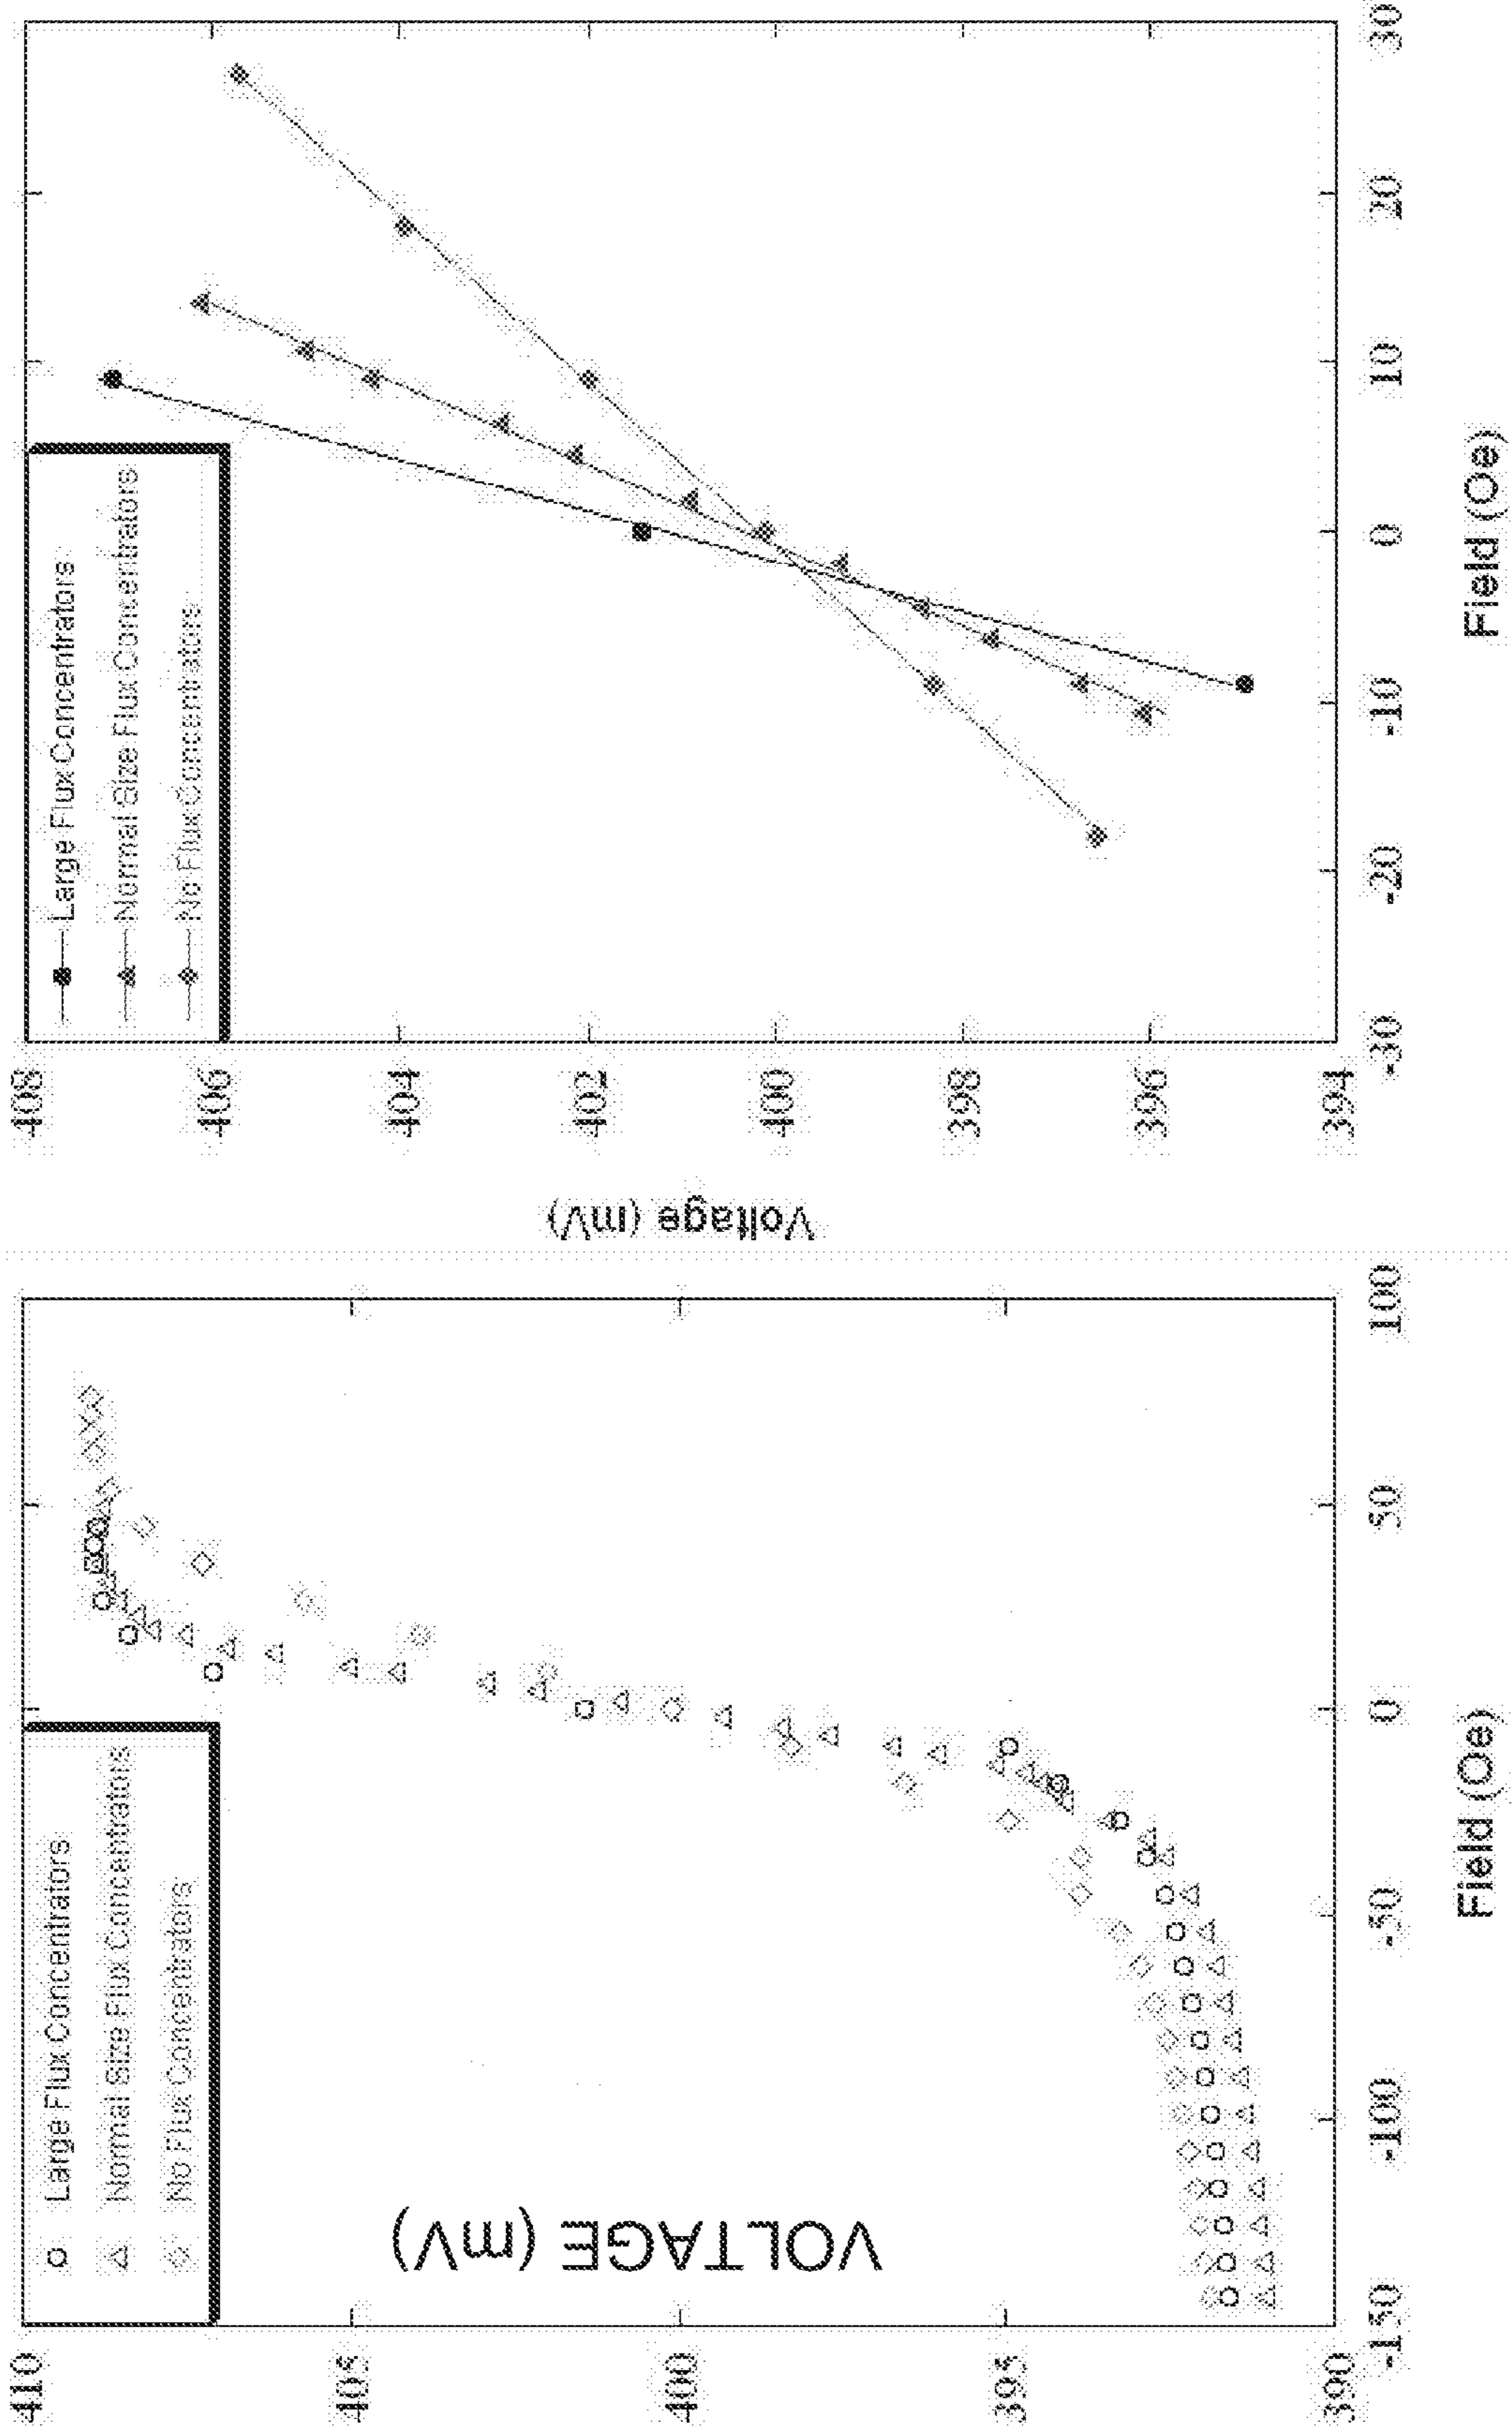 410
405
400
395
390
VOLTAGE (mV)
Large Flux Concentrators
Normal Size Flux Concentrators
No Flux Concentrators
-150
-100
-50
0
50
100
Field (Oe)
Voltage (mV)
408
406
404
402
400
398
396
394
Large Flux Concentrators
Normal Size Flux Concentrators
No Flux Concentrators
-30
-20
-10
0
10
20
30
Field (Oe)